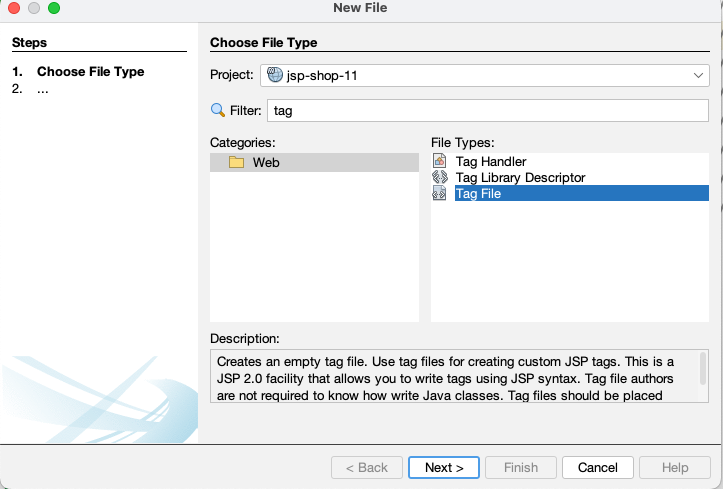 New File
Steps
1. Choose File Type
2. ...
Choose File Type
Project: jsp-shop-11
Filter: tag
Categories:
Web
File Types:
Tag Handler
Tag Library Descriptor
Tag File
Description:
Creates an empty tag file. Use tag files for creating custom JSP tags. This is a
JSP 2.0 facility that allows you to write tags using JSP syntax. Tag file authors
are not required to know how write Java classes. Tag files should be placed
< Back Next > Finish Cancel Help